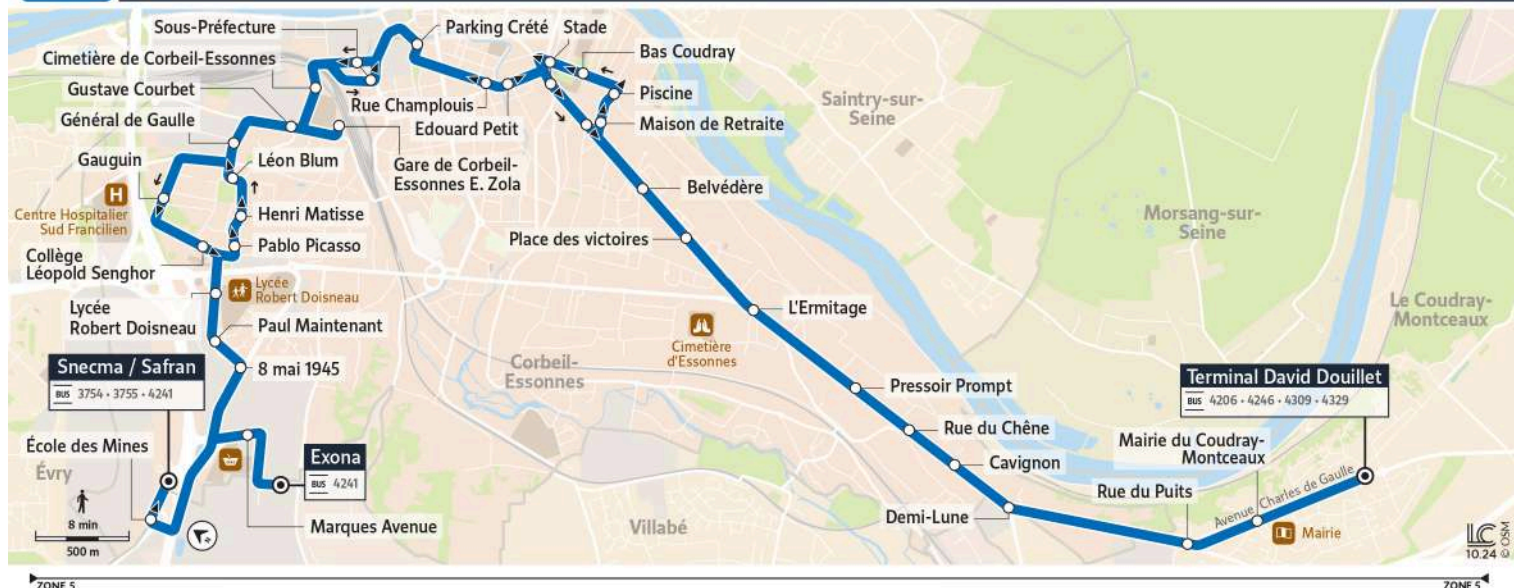 Sous-Préfecture
Parking Crété
Stade
Cimetière de Corbeil-Essonnes
Bas Coudray
Gustave Courbet
Rue Champlouis
Piscine
Saintry-sur-
Seine
Général de Gaulle
Edouard Petit
Maison de Retraite
Gauguin
Léon Blum
Gare de Corbeil-
Essonnes E. Zola
H
Centre Hospitalier
Sud Francilien
Belvédère
Henri Matisse
Morsang-sur-
Seine
Place des victoires
Pablo Picasso
Collège
Léopold Senghor
Lycée
Robert Doisneau
Le Coudray-
Montceaux
Lycée
Robert Doisneau
L'Ermitage
Paul Maintenant
Cimetière
d'Essonnes
Corbeil-
Essonnes
Snecma / Safran
BUS 3754 • 3755 • 4241
8 mai 1945
Pressoir Prompt
Terminal David Douillet
BUS 4206 • 4246 • 4309 • 4329
Rue du Chêne
École des Mines
Mairie du Coudray-
Montceaux
Exona
BUS 4241
Cavignon
Évry
Avenue Charles de Gaulle
Rue du Puits
Demi-Lune
8 min
500 m
Marques Avenue
Villabé
Mairie
LC
10.24 © OSM
ZONE 5
ZONE 5